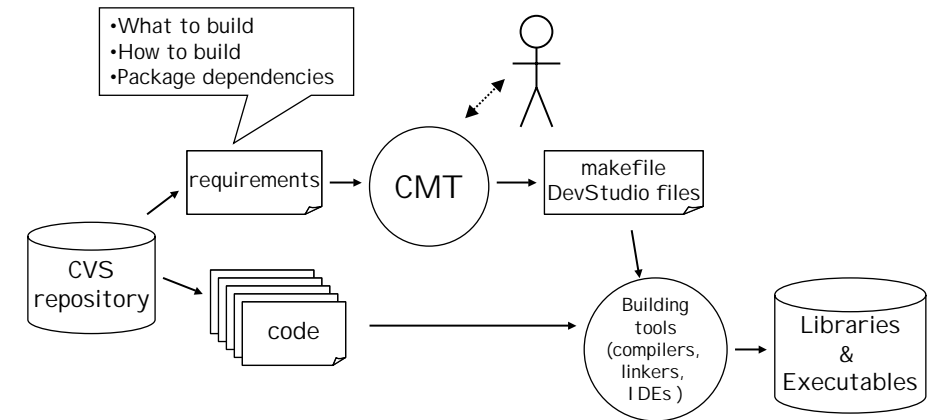 •What to build
•How to build
•Package dependencies
requirements
CMT
makefile
DevStudio files
CVS
repository
code
Building
tools
(compilers,
linkers,
IDEs)
Libraries
&
Executables